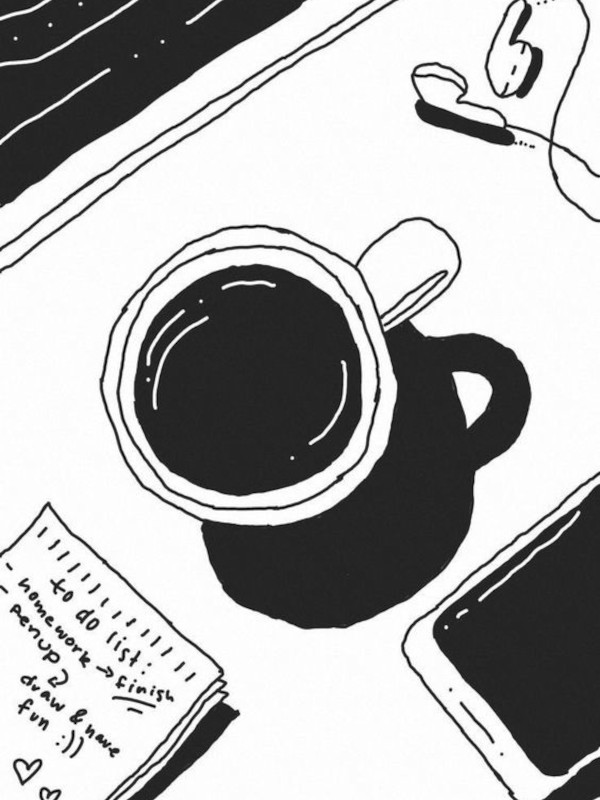 to do list:
- homework → finish
- penup?
draw & have
fun :))